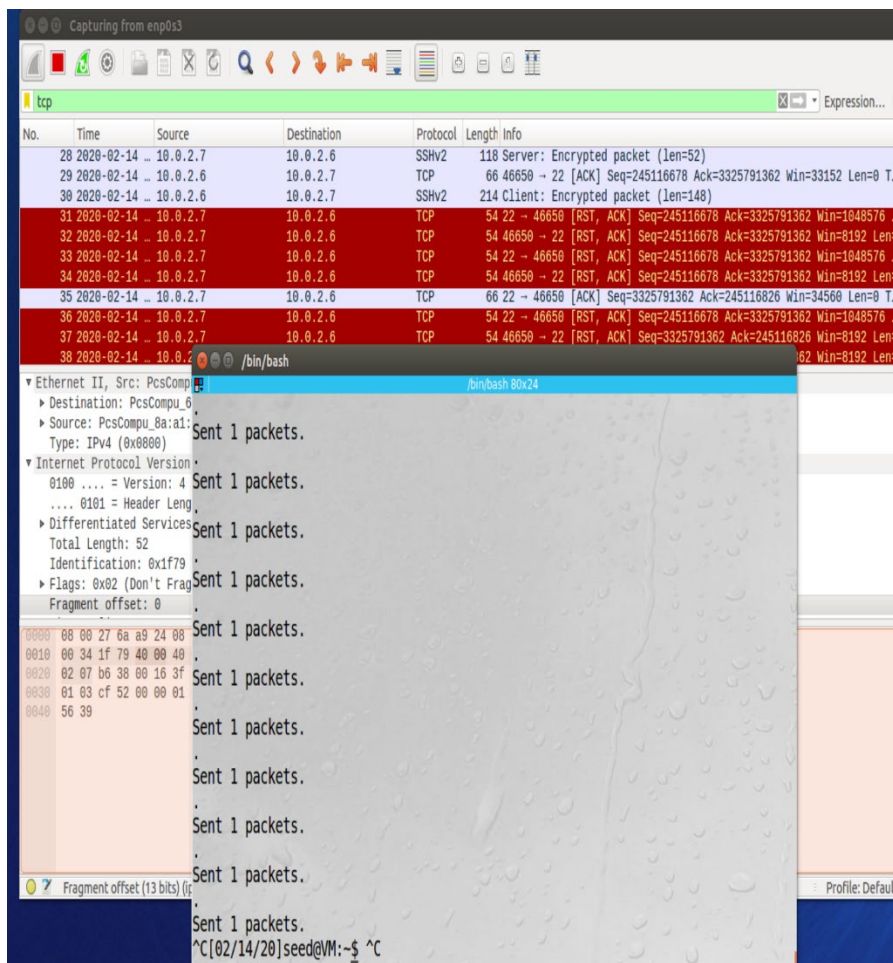 Capturing from enp0s3
tcp
Expression...
No. Time Source Destination Protocol Length Info
28 2020-02-14 … 10.0.2.7 10.0.2.6 SSHv2 118 Server: Encrypted packet (len=52)
29 2020-02-14 … 10.0.2.6 10.0.2.7 TCP 66 46650 → 22 [ACK] Seq=245116678 Ack=3325791362 Win=33152 Len=0 T…
30 2020-02-14 … 10.0.2.6 10.0.2.7 SSHv2 214 Client: Encrypted packet (len=148)
31 2020-02-14 … 10.0.2.7 10.0.2.6 TCP 54 22 → 46650 [RST, ACK] Seq=245116678 Ack=3325791362 Win=1048576
32 2020-02-14 … 10.0.2.7 10.0.2.6 TCP 54 46650 → 22 [RST, ACK] Seq=245116678 Ack=3325791362 Win=8192 Len=
33 2020-02-14 … 10.0.2.7 10.0.2.6 TCP 54 22 → 46650 [RST, ACK] Seq=245116678 Ack=3325791362 Win=1048576
34 2020-02-14 … 10.0.2.7 10.0.2.6 TCP 54 46650 → 22 [RST, ACK] Seq=245116678 Ack=3325791362 Win=8192 Len=
35 2020-02-14 … 10.0.2.7 10.0.2.6 TCP 66 22 → 46650 [ACK] Seq=3325791362 Ack=245116826 Win=34560 Len=0 T…
36 2020-02-14 … 10.0.2.7 10.0.2.6 TCP 54 22 → 46650 [RST, ACK] Seq=245116678 Ack=3325791362 Win=1048576
37 2020-02-14 … 10.0.2.7 10.0.2.6 TCP 54 46650 → 22 [RST, ACK] Seq=3325791362 Ack=245116826 Win=8192 Len=
38 2020-02-14 … 10.0.2 62 Win=8192 Len=
/bin/bash
/bin/bash 80x24
Ethernet II, Src: PcsComp
Destination: PcsCompu_6
Source: PcsCompu_8a:a1:
Type: IPv4 (0x0800)
Internet Protocol Version
0100 .... = Version: 4
.... 0101 = Header Leng
Differentiated Services
Total Length: 52
Identification: 0x1f79
Flags: 0x02 (Don't Frag
Fragment offset: 0
0000 08 00 27 6a a9 24 08
0010 00 34 1f 79 40 00 40
0020 02 07 b6 38 00 16 3f
0030 01 03 cf 52 00 00 01
0040 56 39
.
Sent 1 packets.
.
Sent 1 packets.
.
Sent 1 packets.
.
Sent 1 packets.
.
Sent 1 packets.
.
Sent 1 packets.
.
Sent 1 packets.
.
Sent 1 packets.
.
Sent 1 packets.
.
Sent 1 packets.
.
Sent 1 packets.
^C[02/14/20]seed@VM:~$ ^C
Fragment offset (13 bits) (ip
Profile: Defaul